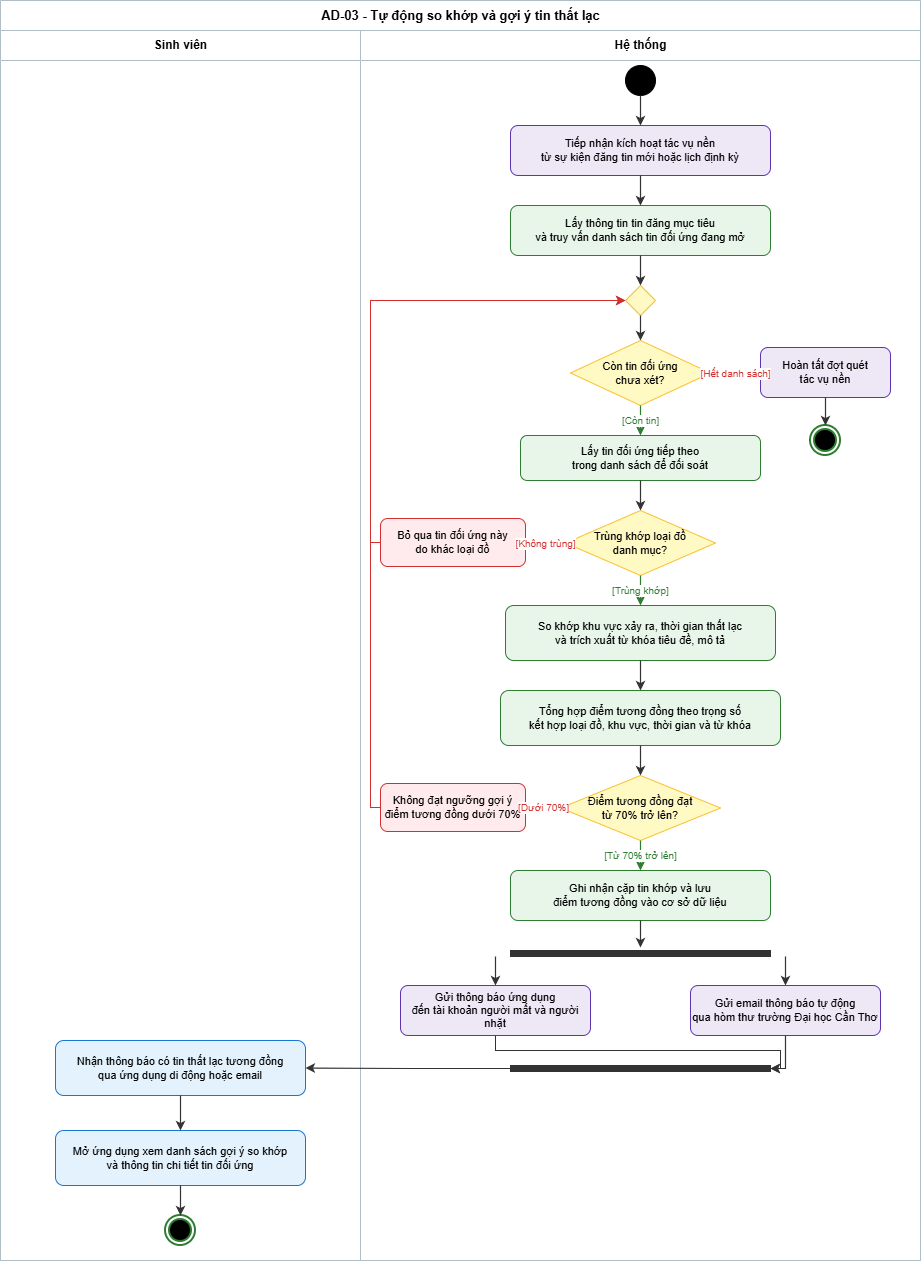 AD-03 - Tự động so khớp và gợi ý tin thất lạc
Sinh viên
Hệ thống
Tiếp nhận kích hoạt tác vụ nền
từ sự kiện đăng tin mới hoặc lịch định kỳ
Lấy thông tin tin đăng mục tiêu
và truy vấn danh sách tin đối ứng đang mở
Còn tin đối ứng
chưa xét?
[Hết danh sách]
Hoàn tất đợt quét
tác vụ nền
[Còn tin]
Lấy tin đối ứng tiếp theo
trong danh sách để đối soát
Trùng khớp loại đồ
danh mục?
[Không trùng]
Bỏ qua tin đối ứng này
do khác loại đồ
[Trùng khớp]
So khớp khu vực xảy ra, thời gian thất lạc
và trích xuất từ khóa tiêu đề, mô tả
Tổng hợp điểm tương đồng theo trọng số
kết hợp loại đồ, khu vực, thời gian và từ khóa
Điểm tương đồng đạt
từ 70% trở lên?
[Dưới 70%]
Không đạt ngưỡng gợi ý
điểm tương đồng dưới 70%
[Từ 70% trở lên]
Ghi nhận cặp tin khớp và lưu
điểm tương đồng vào cơ sở dữ liệu
Gửi thông báo ứng dụng
đến tài khoản người mất và người
nhặt
Gửi email thông báo tự động
qua hòm thư trường Đại học Cần Thơ
Nhận thông báo có tin thất lạc tương đồng
qua ứng dụng di động hoặc email
Mở ứng dụng xem danh sách gợi ý so khớp
và thông tin chi tiết tin đối ứng